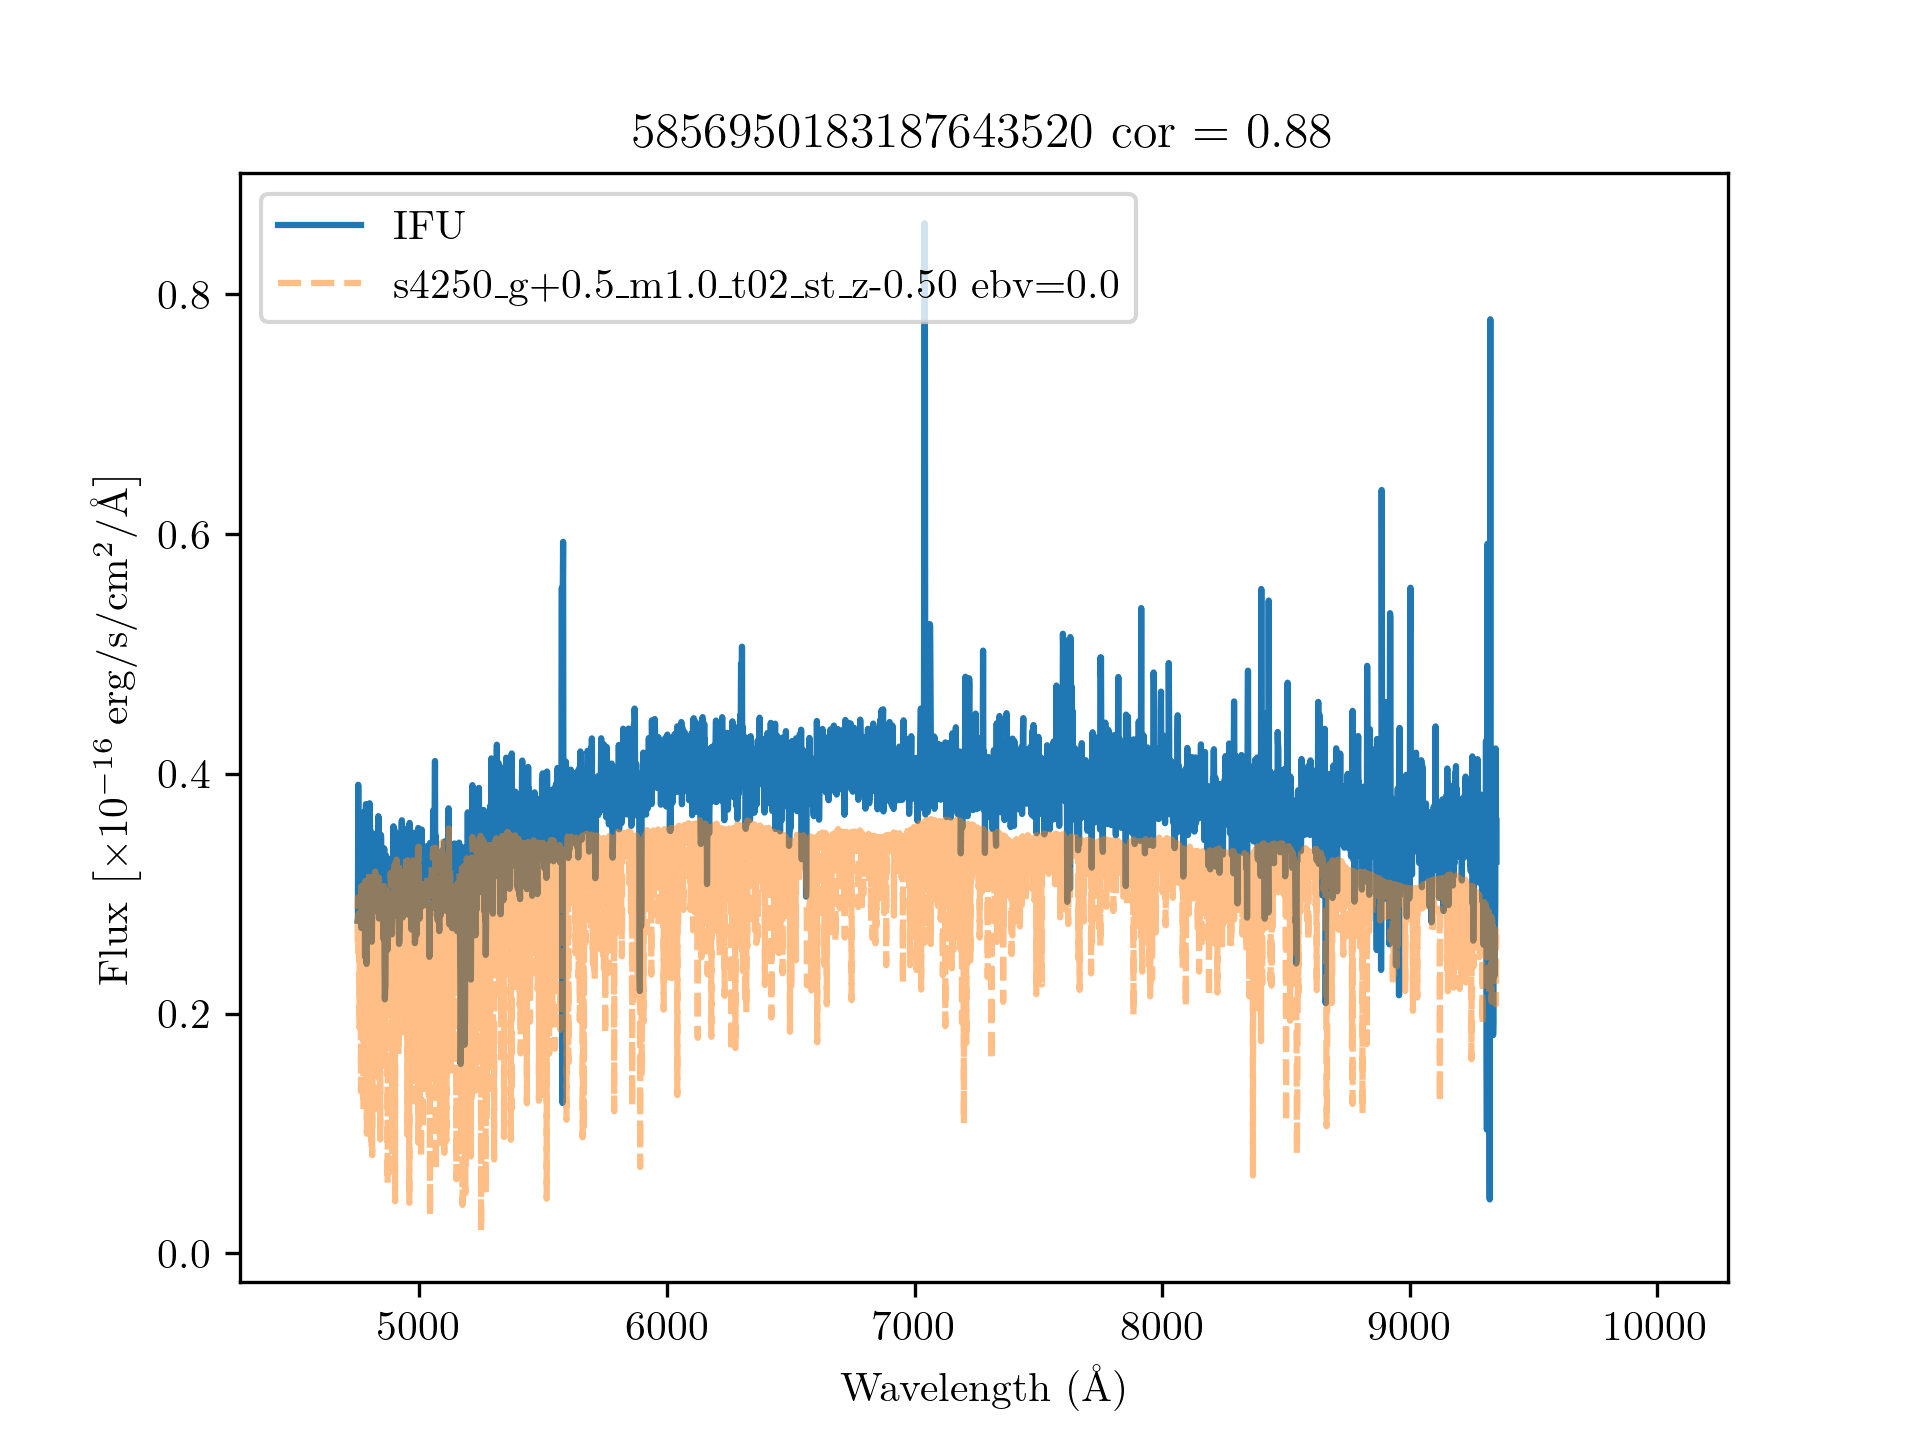 5856950183187643520 cor = 0.88
IFU
s4250_g+0.5_m1.0_t02_st_z-0.50 ebv=0.0
0.8
0.6
0.4
0.2
0.0
Flux [×10⁻¹⁶ erg/s/cm²/Å]
5000 6000 7000 8000 9000 10000
Wavelength (Å)